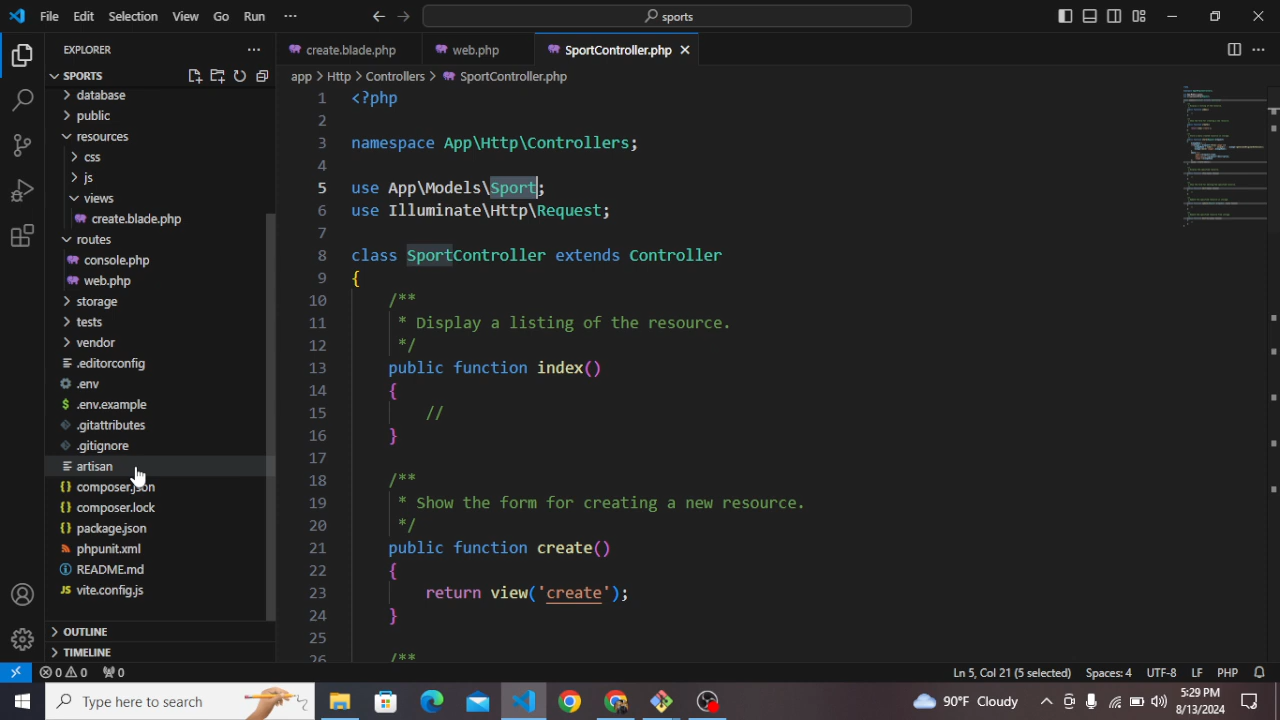 File Edit Selection View Go Run ···
sports
EXPLORER ···
create.blade.php web.php SportController.php
SPORTS
app > Http > Controllers > SportController.php
database
public
resources
css
js
views
create.blade.php
routes
console.php
web.php
storage
tests
vendor
.editorconfig
.env
.env.example
.gitattributes
.gitignore
artisan
composer.json
composer.lock
package.json
phpunit.xml
README.md
vite.config.js
OUTLINE
TIMELINE
1 <?php
2
3 namespace App\Http\Controllers;
4
5 use App\Models\Sport;
6 use Illuminate\Http\Request;
7
8 class SportController extends Controller
9 {
10 /**
11 * Display a listing of the resource.
12 */
13 public function index()
14 {
15 //
16 }
17
18 /**
19 * Show the form for creating a new resource.
20 */
21 public function create()
22 {
23 return view('create');
24 }
25
26 /**
0 0 0 Ln 5, Col 21 (5 selected) Spaces: 4 UTF-8 LF PHP
Type here to search
90°F Cloudy
5:29 PM
8/13/2024